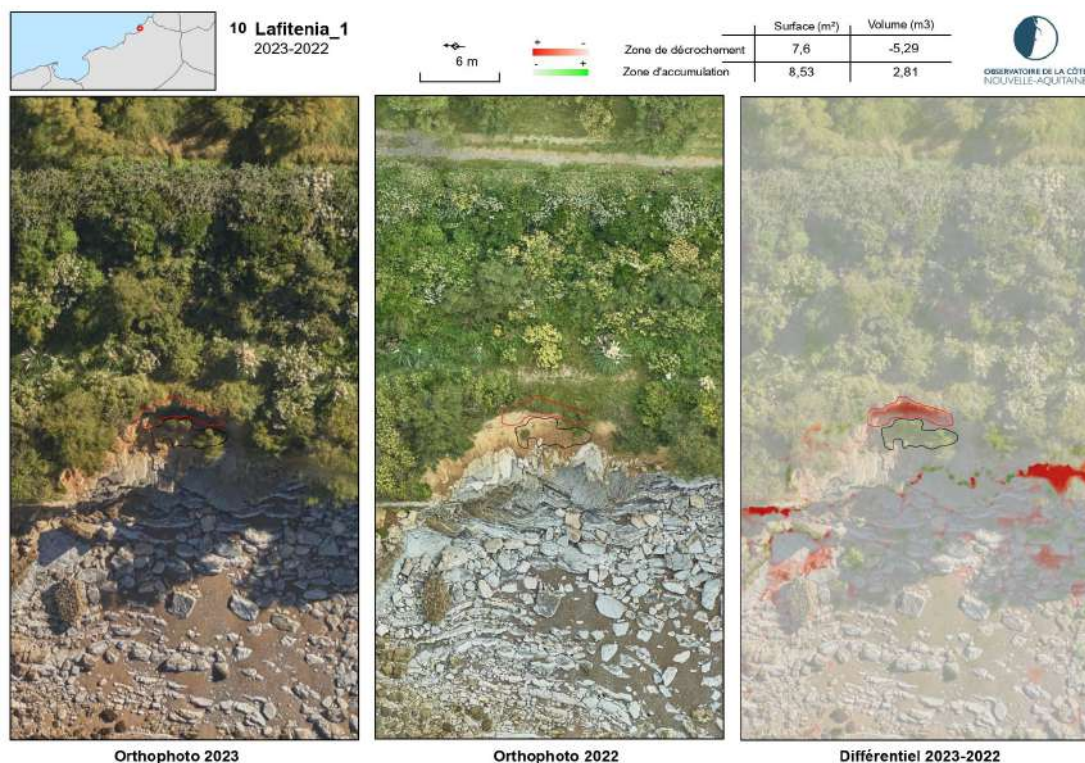 10 Lafitenia_1
2023-2022
6 m
+ -
- +
Surface (m²) Volume (m3)
Zone de décrochement 7,6 -5,29
Zone d'accumulation 8,53 2,81
OBSERVATOIRE DE LA CÔTE
NOUVELLE-AQUITAINE
Orthophoto 2023 Orthophoto 2022 Différentiel 2023-2022